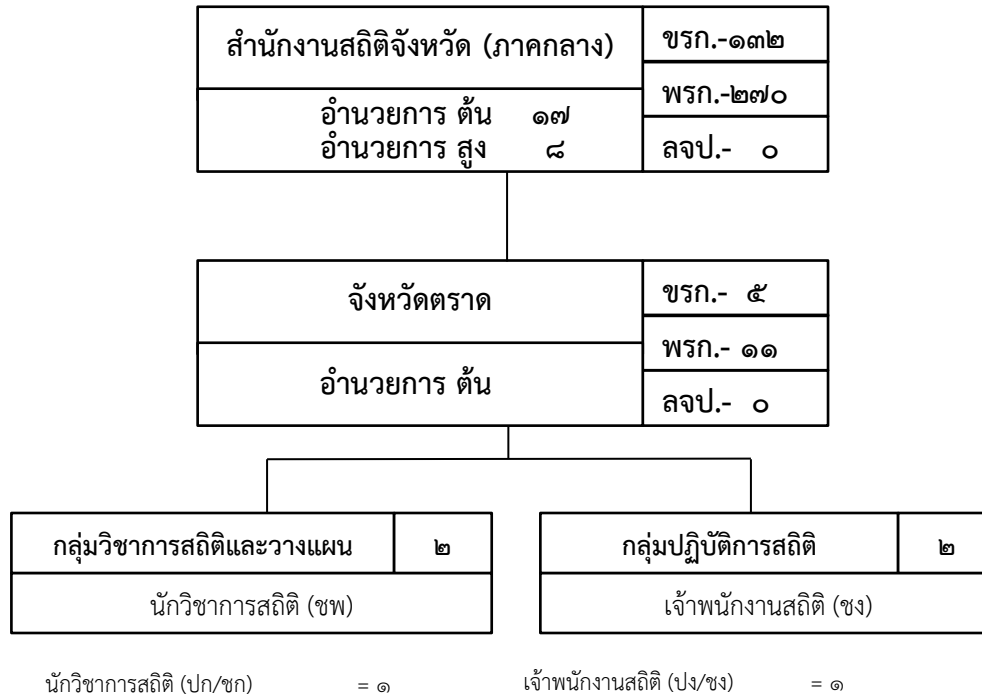 สำนักงานสถิติจังหวัด (ภาคกลาง)
ขรก.-๑๓๒
พรก.-๒๗๐
อำนวยการ ต้น ๑๗
อำนวยการ สูง ๘
ลจป.- ๐
จังหวัดตราด
ขรก.- ๕
พรก.- ๑๑
อำนวยการ ต้น
ลจป.- ๐
กลุ่มวิชาการสถิติและวางแผน ๒
นักวิชาการสถิติ (ชพ)
นักวิชาการสถิติ (ปก/ชก) = ๑
กลุ่มปฏิบัติการสถิติ ๒
เจ้าพนักงานสถิติ (ชง)
เจ้าพนักงานสถิติ (ปง/ชง) = ๑